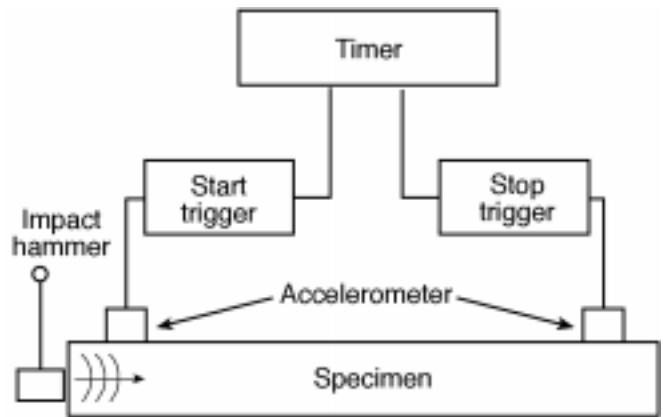 Timer
Start
trigger
Stop
trigger
Impact
hammer
Accelerometer
Specimen